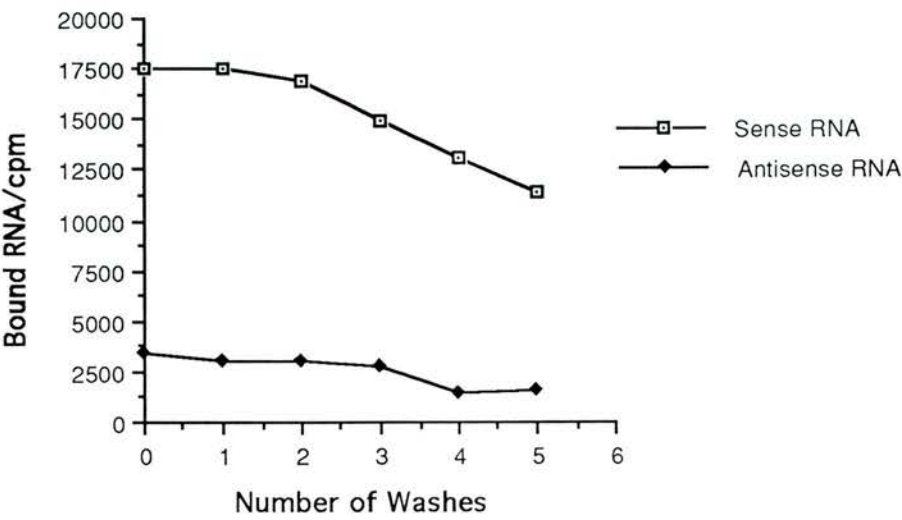 20000
17500
15000
12500
10000
7500
5000
2500
0
Bound RNA/cpm
0 1 2 3 4 5 6
Number of Washes
Sense RNA
Antisense RNA